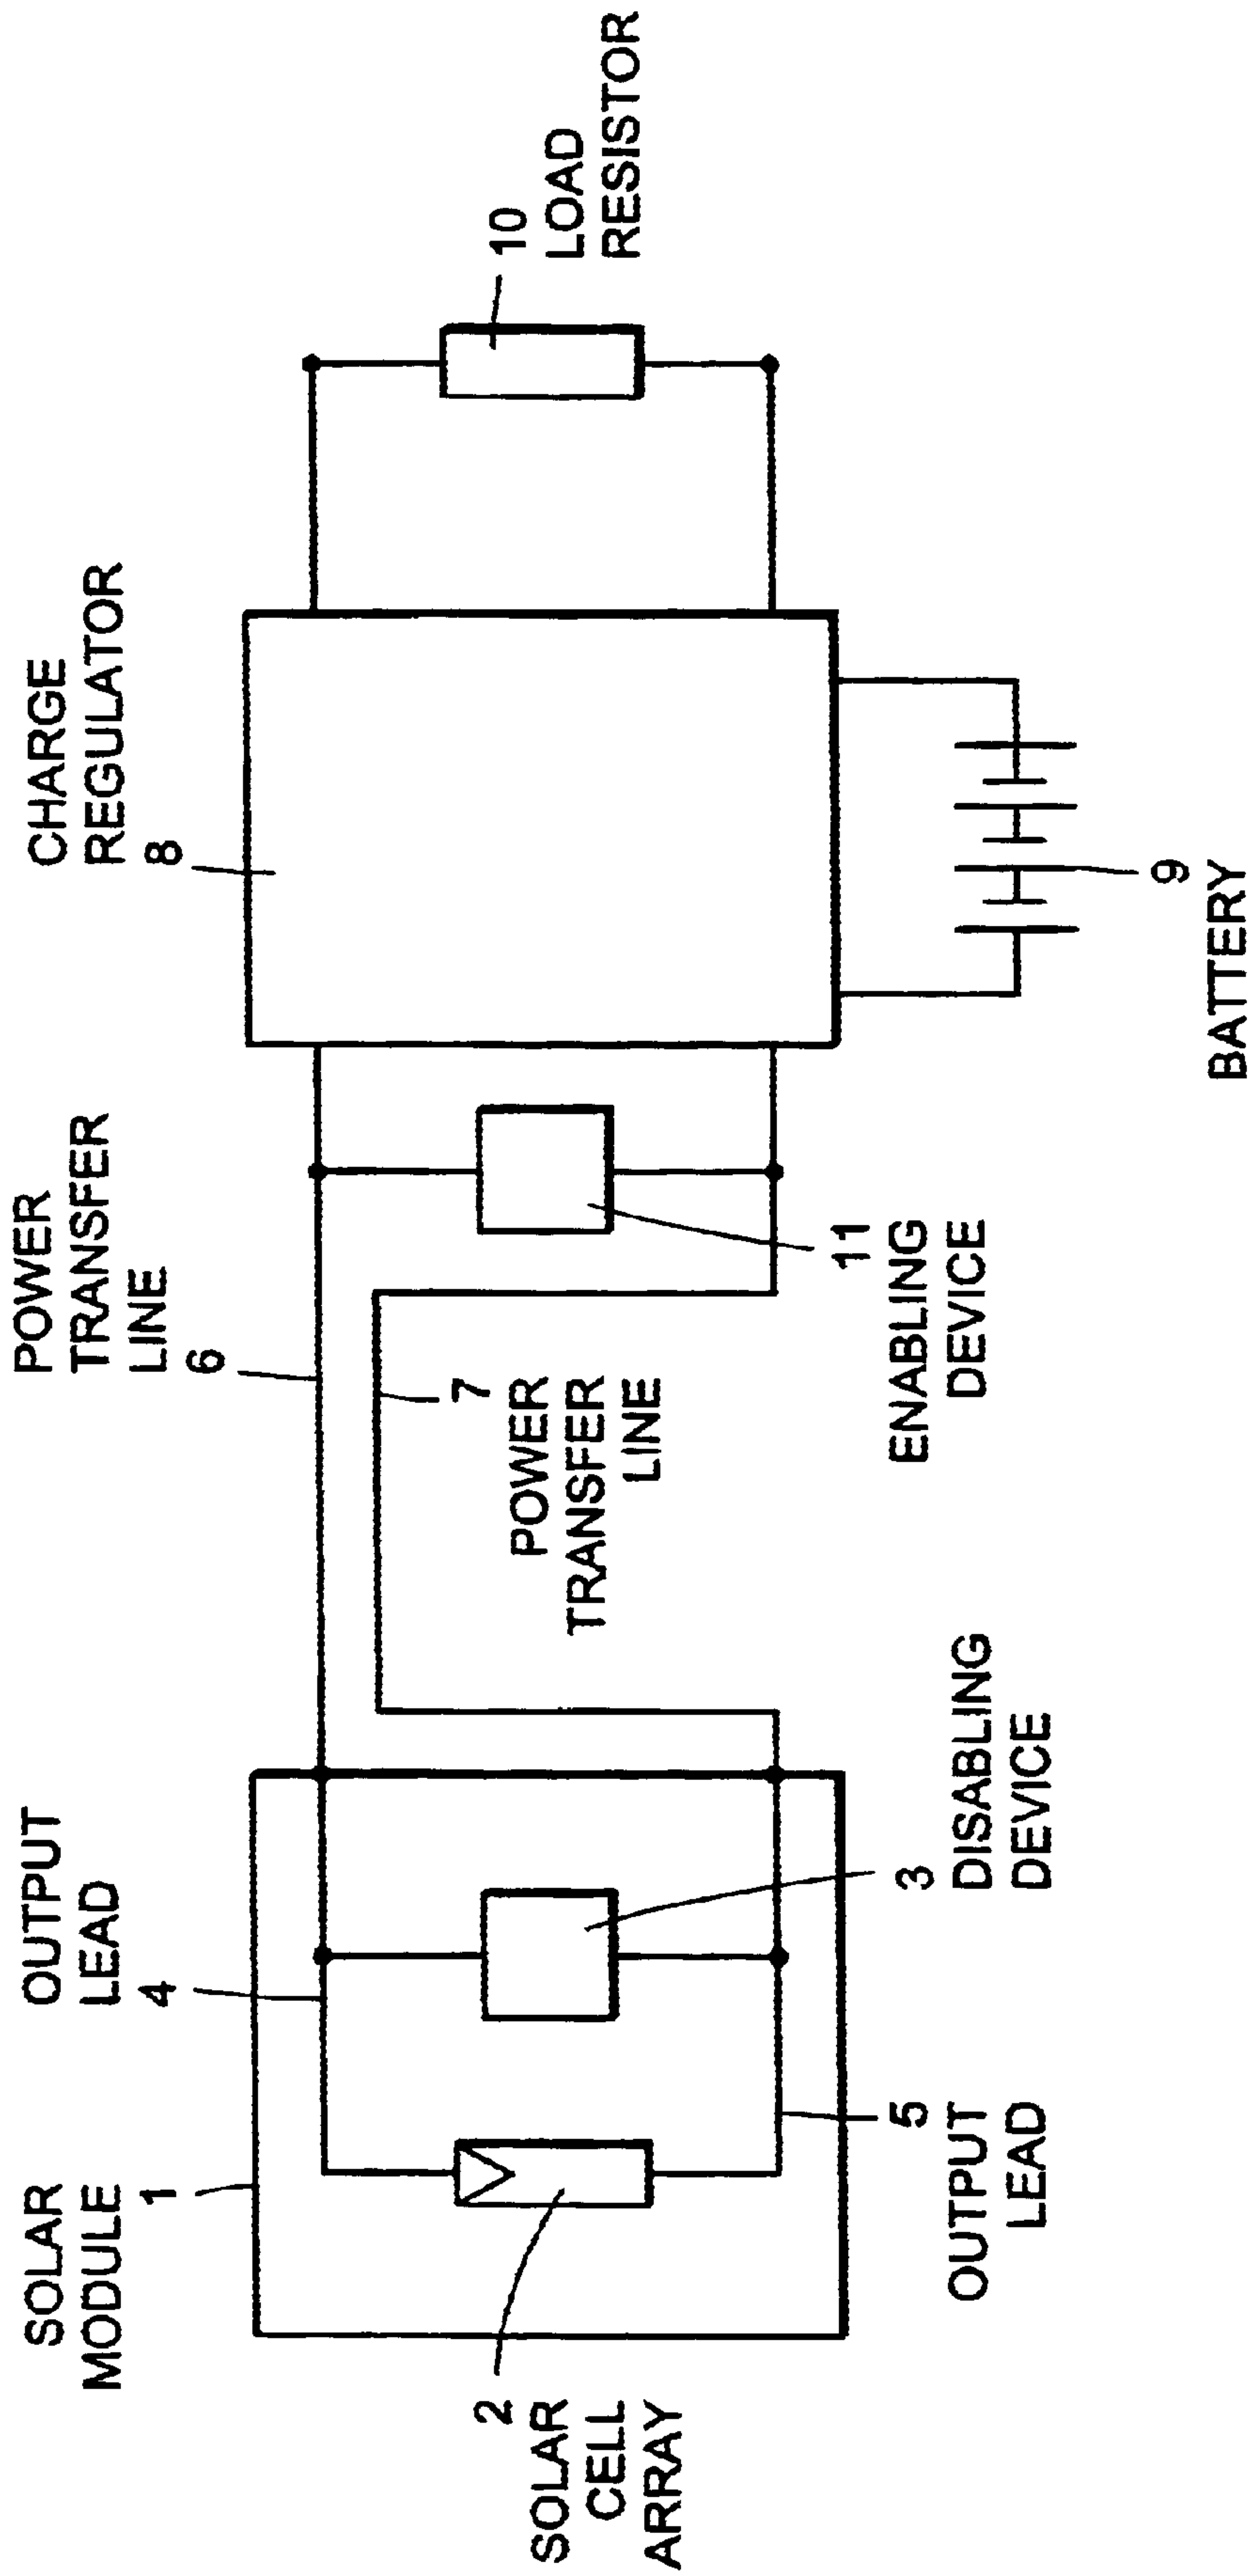 SOLAR
MODULE
1
OUTPUT
LEAD
4
POWER
TRANSFER
LINE
6
CHARGE
REGULATOR
8
10
LOAD
RESISTOR
2
SOLAR
CELL
ARRAY
7
POWER
TRANSFER
LINE
5
OUTPUT
LEAD
3
DISABLING
DEVICE
11
ENABLING
DEVICE
9
BATTERY